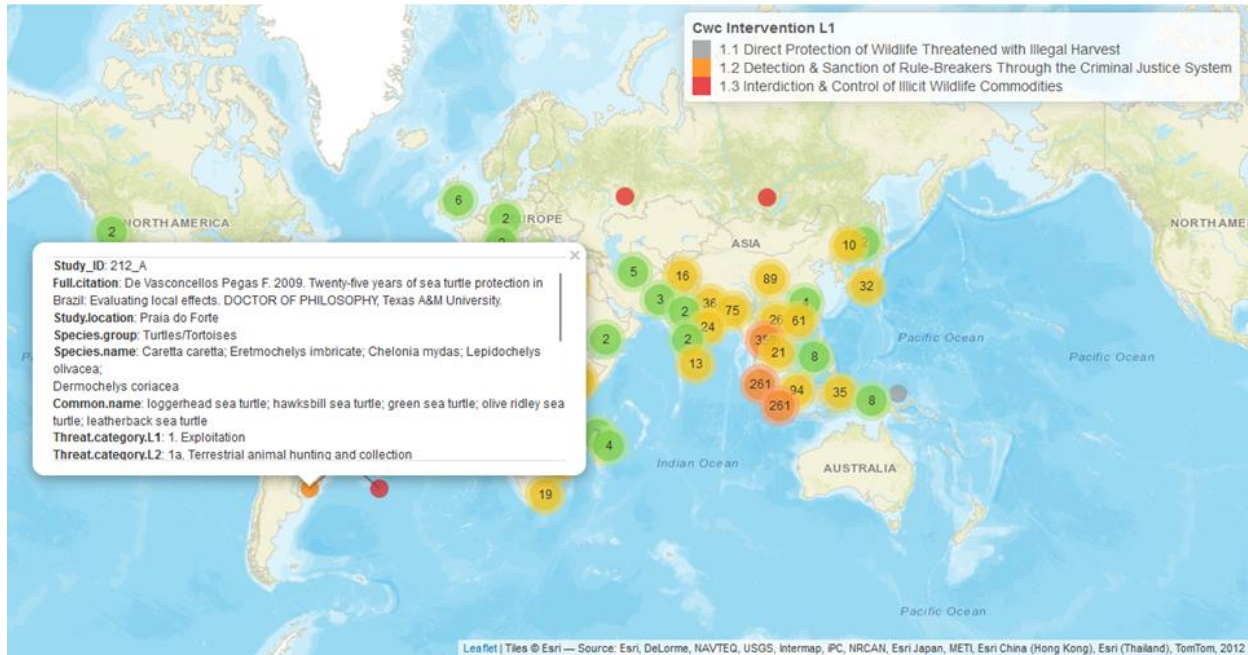 Cwc Intervention L1
1.1 Direct Protection of Wildlife Threatened with Illegal Harvest
1.2 Detection & Sanction of Rule-Breakers Through the Criminal Justice System
1.3 Interdiction & Control of Illicit Wildlife Commodities
6
NORTH AMERICA
2
2
ROPE
NORTH AME
2
ASIA
10
5
16
89
32
3
2
36
75
4
26
61
Pacific Ocean
Pacific Ocean
2
2
24
21
8
13
261
94
35
8
261
4
Indian Ocean
AUSTRALIA
19
Pacific Ocean
×
Study_ID: 212_A
Full.citation: De Vasconcellos Pegas F. 2009. Twenty-five years of sea turtle protection in
Brazil: Evaluating local effects. DOCTOR OF PHILOSOPHY, Texas A&M University.
Study.location: Praia do Forte
Species.group: Turtles/Tortoises
Species.name: Caretta caretta; Eretmochelys imbricate; Chelonia mydas; Lepidochelys
olivacea;
Dermochelys coriacea
Common.name: loggerhead sea turtle; hawksbill sea turtle; green sea turtle; olive ridley sea
turtle; leatherback sea turtle
Threat.category.L1: 1. Exploitation
Threat.category.L2: 1a. Terrestrial animal hunting and collection
Leaflet | Tiles © Esri — Source: Esri, DeLorme, NAVTEQ, USGS, Intermap, iPC, NRCAN, Esri Japan, METI, Esri China (Hong Kong), Esri (Thailand), TomTom, 2012